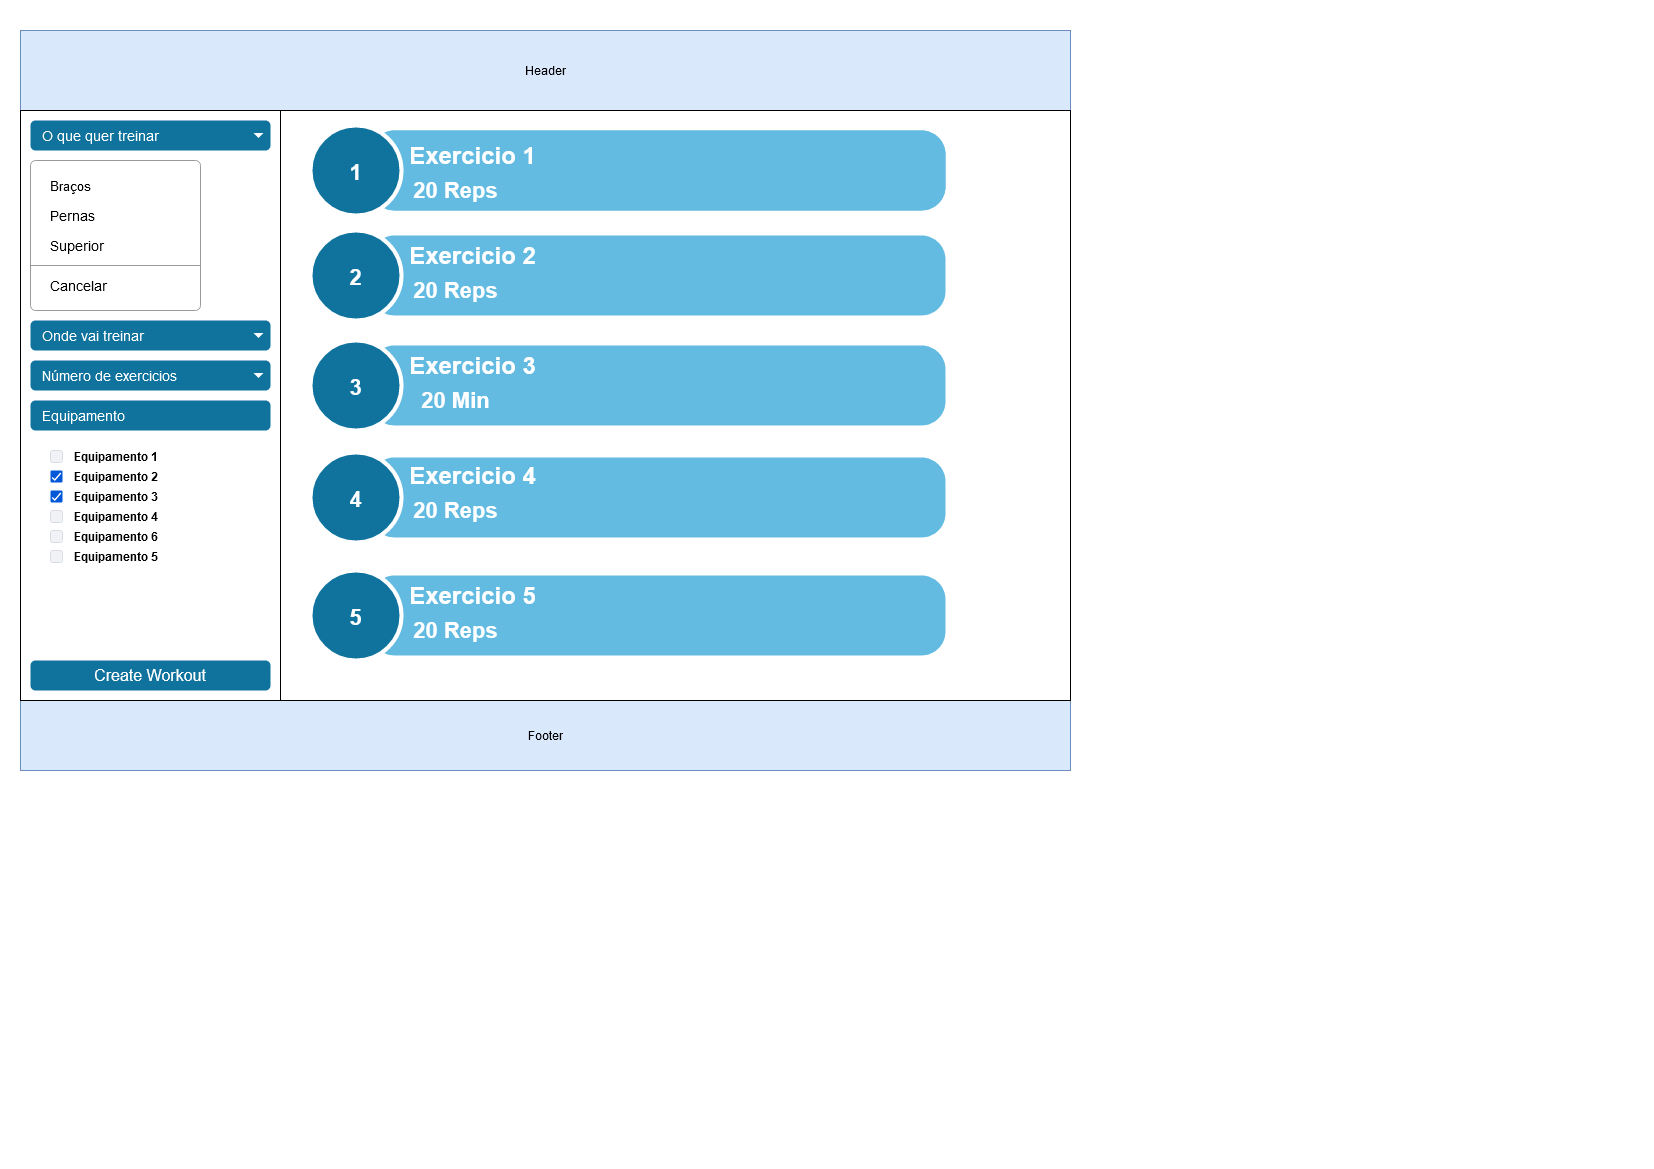 Header
O que quer treinar
Braços
Pernas
Superior
Cancelar
Onde vai treinar
Número de exercicios
Equipamento
Equipamento 1
Equipamento 2
Equipamento 3
Equipamento 4
Equipamento 6
Equipamento 5
Create Workout
1
Exercicio 1
20 Reps
2
Exercicio 2
20 Reps
3
Exercicio 3
20 Min
4
Exercicio 4
20 Reps
5
Exercicio 5
20 Reps
Footer